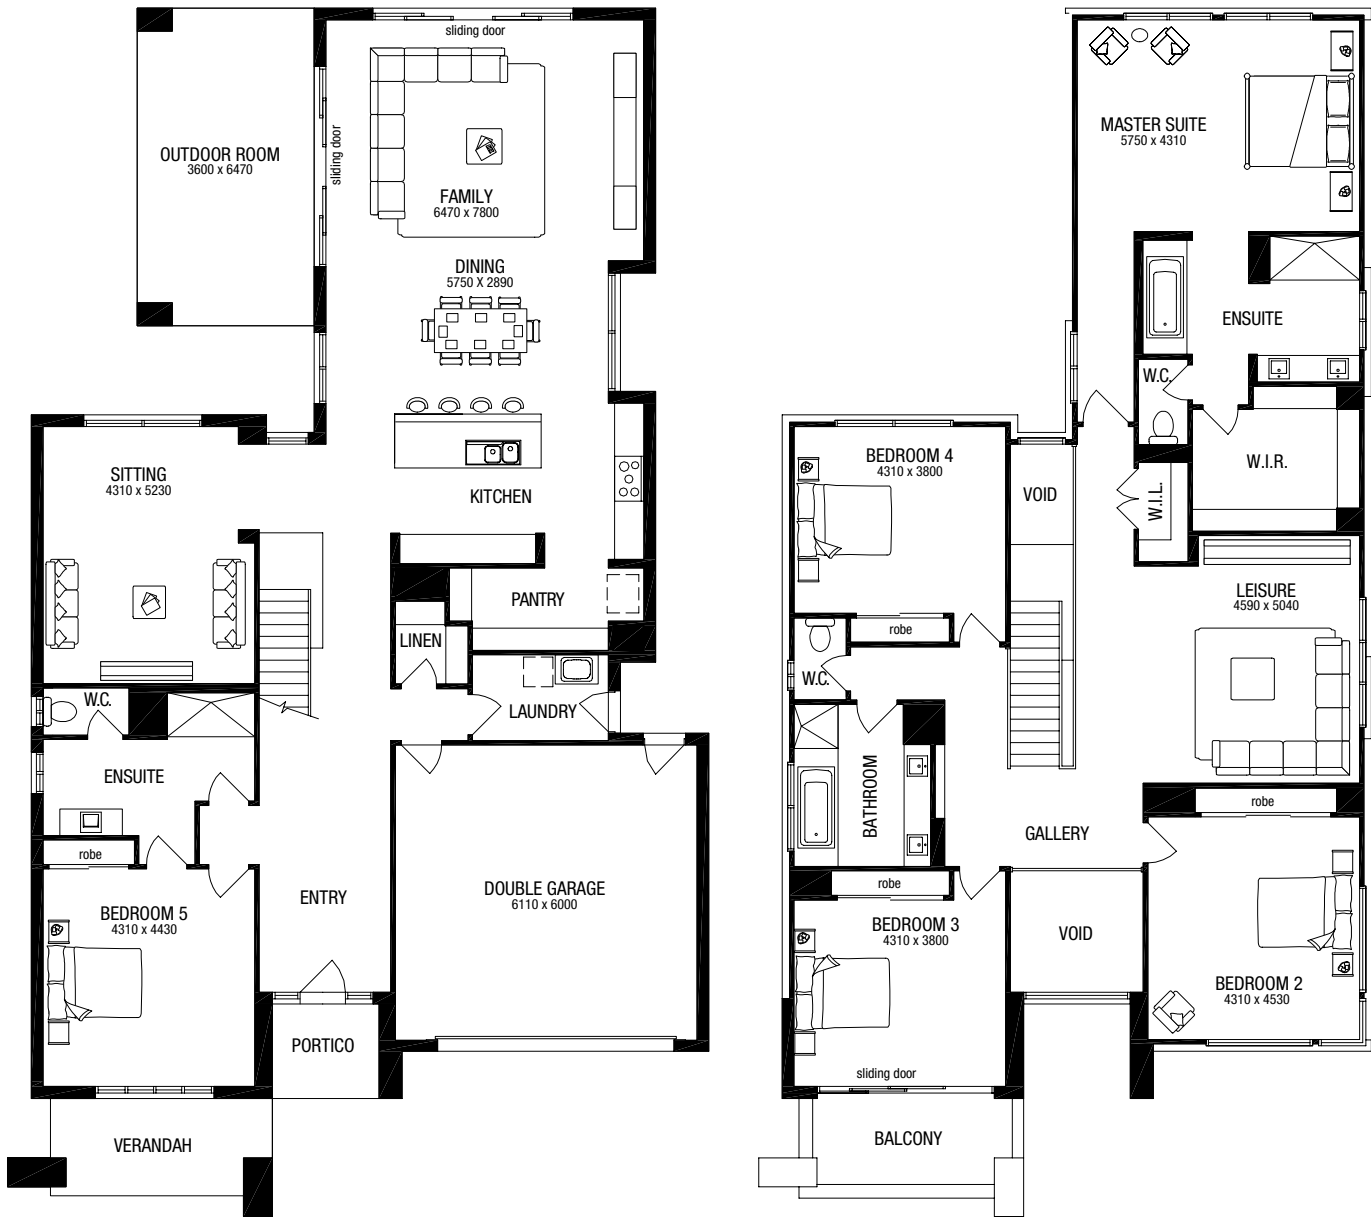 sliding door
OUTDOOR ROOM
3600 x 6470
sliding door
FAMILY
6470 x 7800
DINING
5750 X 2890
SITTING
4310 x 5230
KITCHEN
PANTRY
LINEN
W.C.
LAUNDRY
ENSUITE
robe
BEDROOM 5
4310 x 4430
ENTRY
DOUBLE GARAGE
6110 x 6000
PORTICO
VERANDAH
MASTER SUITE
5750 x 4310
ENSUITE
W.C.
BEDROOM 4
4310 x 3800
VOID
W.I.L.
W.I.R.
LEISURE
4590 x 5040
robe
W.C.
BATHROOM
robe
GALLERY
robe
BEDROOM 3
4310 x 3800
VOID
BEDROOM 2
4310 x 4530
sliding door
BALCONY